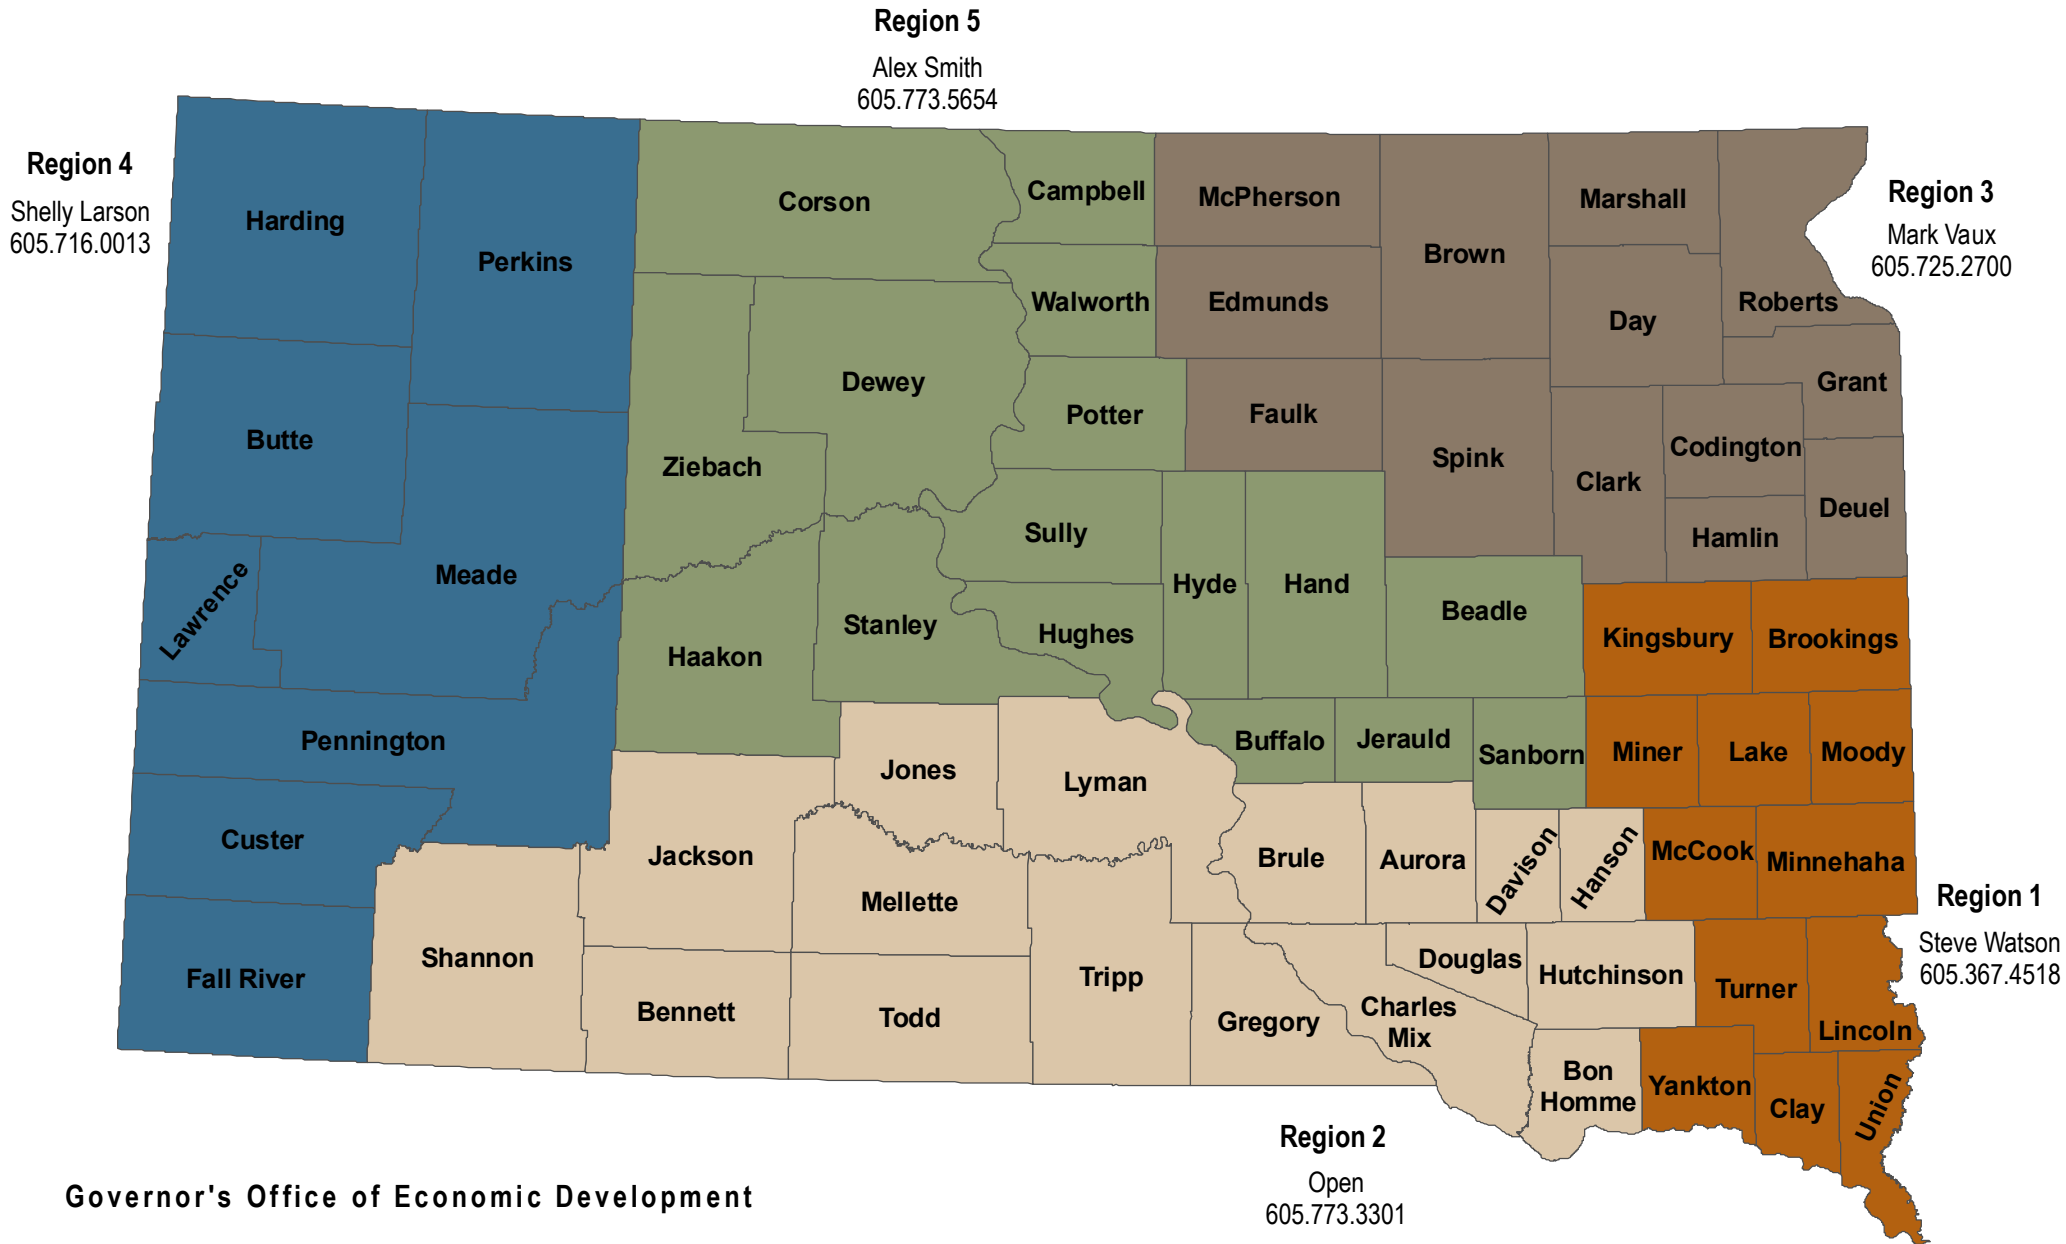 Region 5
Alex Smith
605.773.5654
Region 4
Shelly Larson
605.716.0013
Region 3
Mark Vaux
605.725.2700
Harding
Perkins
Corson
Campbell
McPherson
Brown
Marshall
Roberts
Walworth
Edmunds
Day
Grant
Butte
Dewey
Ziebach
Potter
Faulk
Spink
Clark
Codington
Deuel
Hamlin
Lawrence
Meade
Sully
Hyde
Hand
Beadle
Kingsbury
Brookings
Haakon
Stanley
Hughes
Pennington
Jones
Lyman
Buffalo
Jerauld
Sanborn
Miner
Lake
Moody
Custer
Jackson
Mellette
Brule
Aurora
Davison
Hanson
McCook
Minnehaha
Region 1
Steve Watson
605.367.4518
Fall River
Shannon
Bennett
Todd
Tripp
Gregory
Charles
Mix
Douglas
Hutchinson
Turner
Lincoln
Bon
Homme
Yankton
Clay
Union
Region 2
Open
605.773.3301
Governor's Office of Economic Development